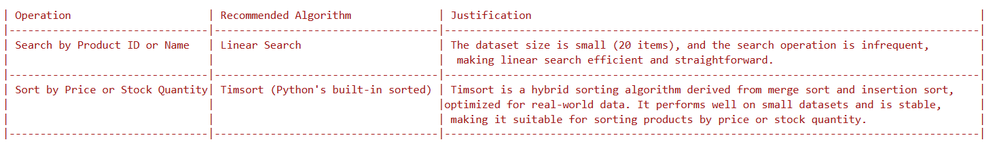 | Operation | Recommended Algorithm | Justification |
|-------------------------------|-----------------------------------|------------------------------------------------------------------------------------|
| Search by Product ID or Name | Linear Search | The dataset size is small (20 items), and the search operation is infrequent, |
| | | making linear search efficient and straightforward. |
|-------------------------------|-----------------------------------|------------------------------------------------------------------------------------|
| Sort by Price or Stock Quantity| Timsort (Python's built-in sorted) | Timsort is a hybrid sorting algorithm derived from merge sort and insertion sort, |
| | |optimized for real-world data. It performs well on small datasets and is stable, |
| | | making it suitable for sorting products by price or stock quantity. |
|-------------------------------|-----------------------------------|------------------------------------------------------------------------------------|